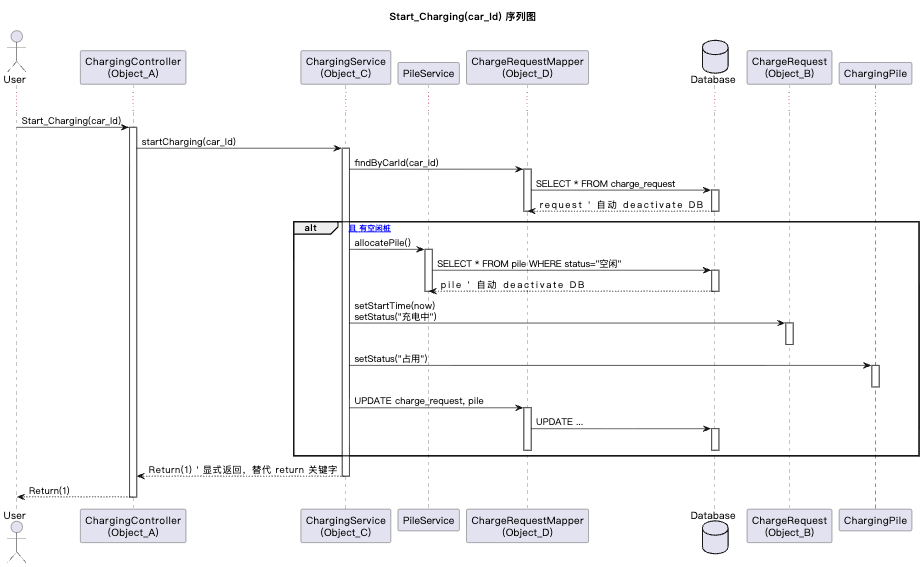 Start_Charging(car_Id) 序列图
User
ChargingController
(Object_A)
ChargingService
(Object_C)
PileService
ChargeRequestMapper
(Object_D)
Database
ChargeRequest
(Object_B)
ChargingPile
Start_Charging(car_Id)
startCharging(car_Id)
findByCarId(car_Id)
SELECT * FROM charge_request
request ' 自动 deactivate DB
alt
且 有空闲桩
allocatePile()
SELECT * FROM pile WHERE status="空闲"
pile ' 自动 deactivate DB
setStartTime(now)
setStatus("充电中")
setStatus("占用")
UPDATE charge_request, pile
UPDATE ...
Return(1) ' 显式返回，替代 return 关键字
Return(1)
User
ChargingController
(Object_A)
ChargingService
(Object_C)
PileService
ChargeRequestMapper
(Object_D)
Database
ChargeRequest
(Object_B)
ChargingPile